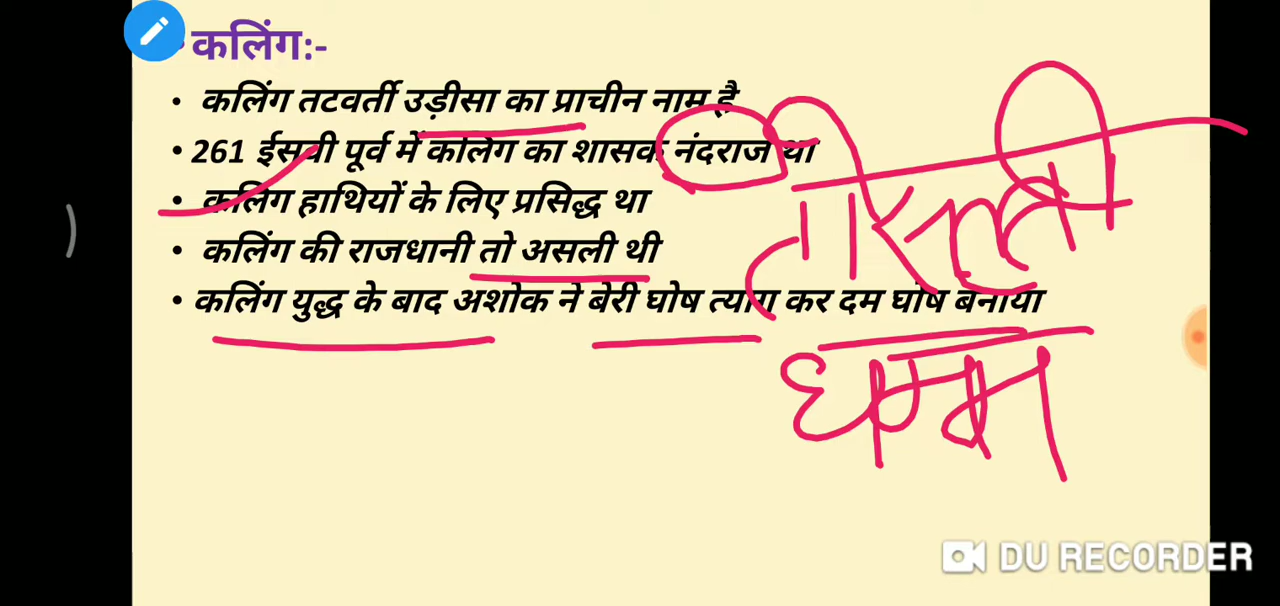 कलिंग:-
• कलिंग तटवर्ती उड़ीसा का प्राचीन नाम है
• 261 ईसवी पूर्व में कलिंग का शासक नंदराज था
• कलिंग हाथियों के लिए प्रसिद्ध था
• कलिंग की राजधानी तो असली थी
• कलिंग युद्ध के बाद अशोक ने बेरी घोष त्याग कर दम घोष बनाया
धम्म
DU RECORDER